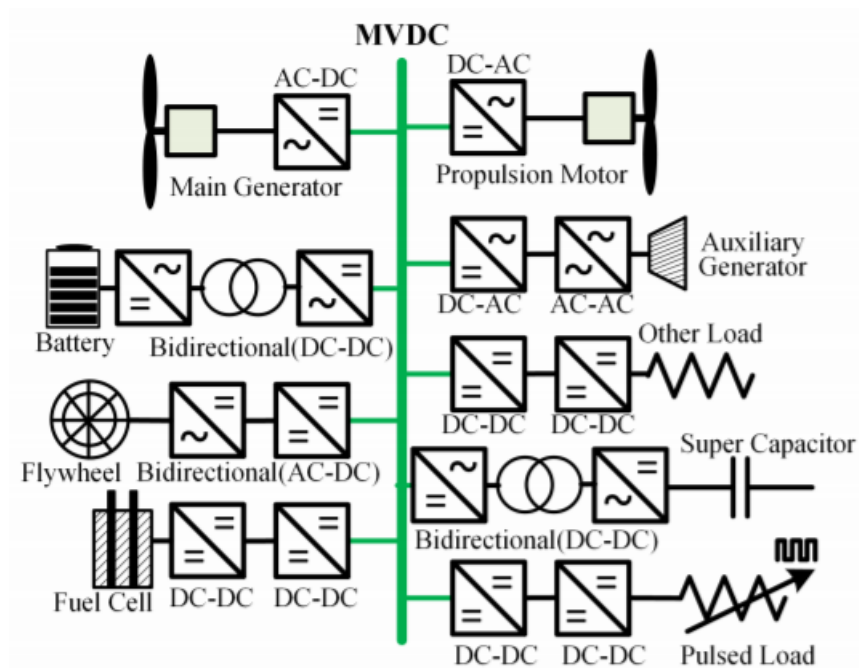 MVDC
AC-DC
Main Generator
DC-AC
Propulsion Motor
Battery
Bidirectional(DC-DC)
DC-AC
AC-AC
Auxiliary
Generator
Other Load
DC-DC
DC-DC
Flywheel
Bidirectional(AC-DC)
Super Capacitor
Bidirectional(DC-DC)
Fuel Cell
DC-DC
DC-DC
DC-DC
DC-DC
Pulsed Load